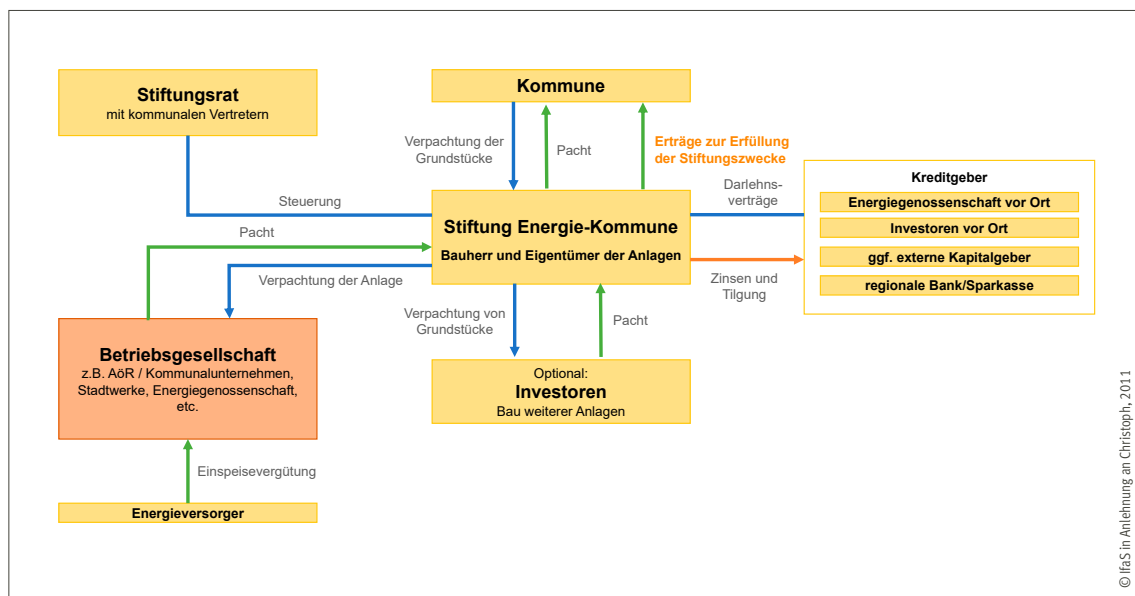 Stiftungsrat
mit kommunalen Vertretern
Kommune
Verpachtung der
Grundstücke
Pacht
Erträge zur Erfüllung
der Stiftungszwecke
Steuerung
Darlehns-
verträge
Kreditgeber
Energiegenossenschaft vor Ort
Investoren vor Ort
ggf. externe Kapitalgeber
regionale Bank/Sparkasse
Stiftung Energie-Kommune
Bauherr und Eigentümer der Anlagen
Pacht
Verpachtung der Anlage
Zinsen und
Tilgung
Verpachtung von
Grundstücke
Pacht
Betriebsgesellschaft
z.B. AöR / Kommunalunternehmen,
Stadtwerke, Energiegenossenschaft,
etc.
Optional:
Investoren
Bau weiterer Anlagen
Einspeisevergütung
Energieversorger
© IfaS in Anlehnung an Christoph, 2011